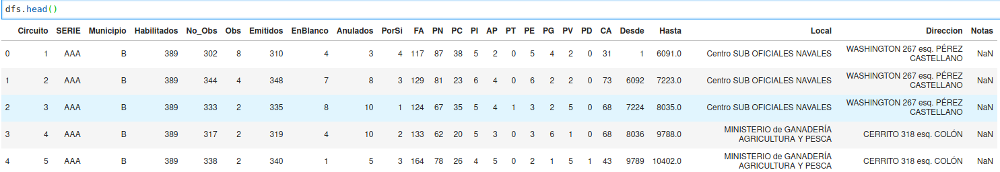 dfs.head()
Circuito SERIE Municipio Habilitados No_Obs Obs Emitidos EnBlanco Anulados PorSi FA PN PC PI AP PT PE PG PV PD CA Desde Hasta Local Direccion Notas
0 1 AAA B 389 302 8 310 4 3 4 117 87 38 5 2 0 5 4 2 0 31 1 6091.0 Centro SUB OFICIALES NAVALES WASHINGTON 267 esq. PÉREZ
CASTELLANO NaN
1 2 AAA B 389 344 4 348 7 8 3 129 81 23 6 4 0 6 2 2 0 73 6092 7223.0 Centro SUB OFICIALES NAVALES WASHINGTON 267 esq. PÉREZ
CASTELLANO NaN
2 3 AAA B 389 333 2 335 8 10 1 124 67 35 5 4 1 3 2 5 0 68 7224 8035.0 Centro SUB OFICIALES NAVALES WASHINGTON 267 esq. PÉREZ
CASTELLANO NaN
3 4 AAA B 389 317 2 319 4 10 2 133 62 20 5 3 0 3 6 1 0 68 8036 9788.0 MINISTERIO de GANADERÍA
AGRICULTURA Y PESCA CERRITO 318 esq. COLÓN NaN
4 5 AAA B 389 338 2 340 1 5 3 164 78 26 4 5 0 2 1 5 1 43 9789 10402.0 MINISTERIO de GANADERÍA
AGRICULTURA Y PESCA CERRITO 318 esq. COLÓN NaN